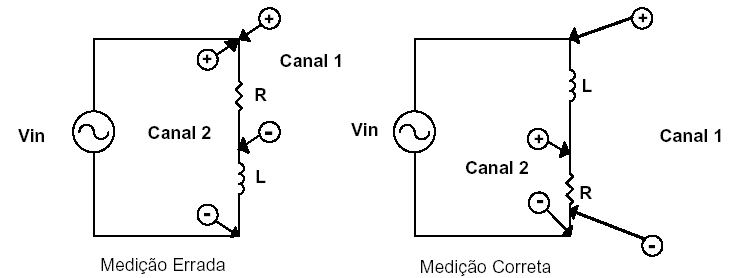 +
+
Canal 1
R
Vin
Canal 2
-
L
-
Medição Errada
+
L
Vin
+
Canal 1
Canal 2
R
-
-
Medição Correta